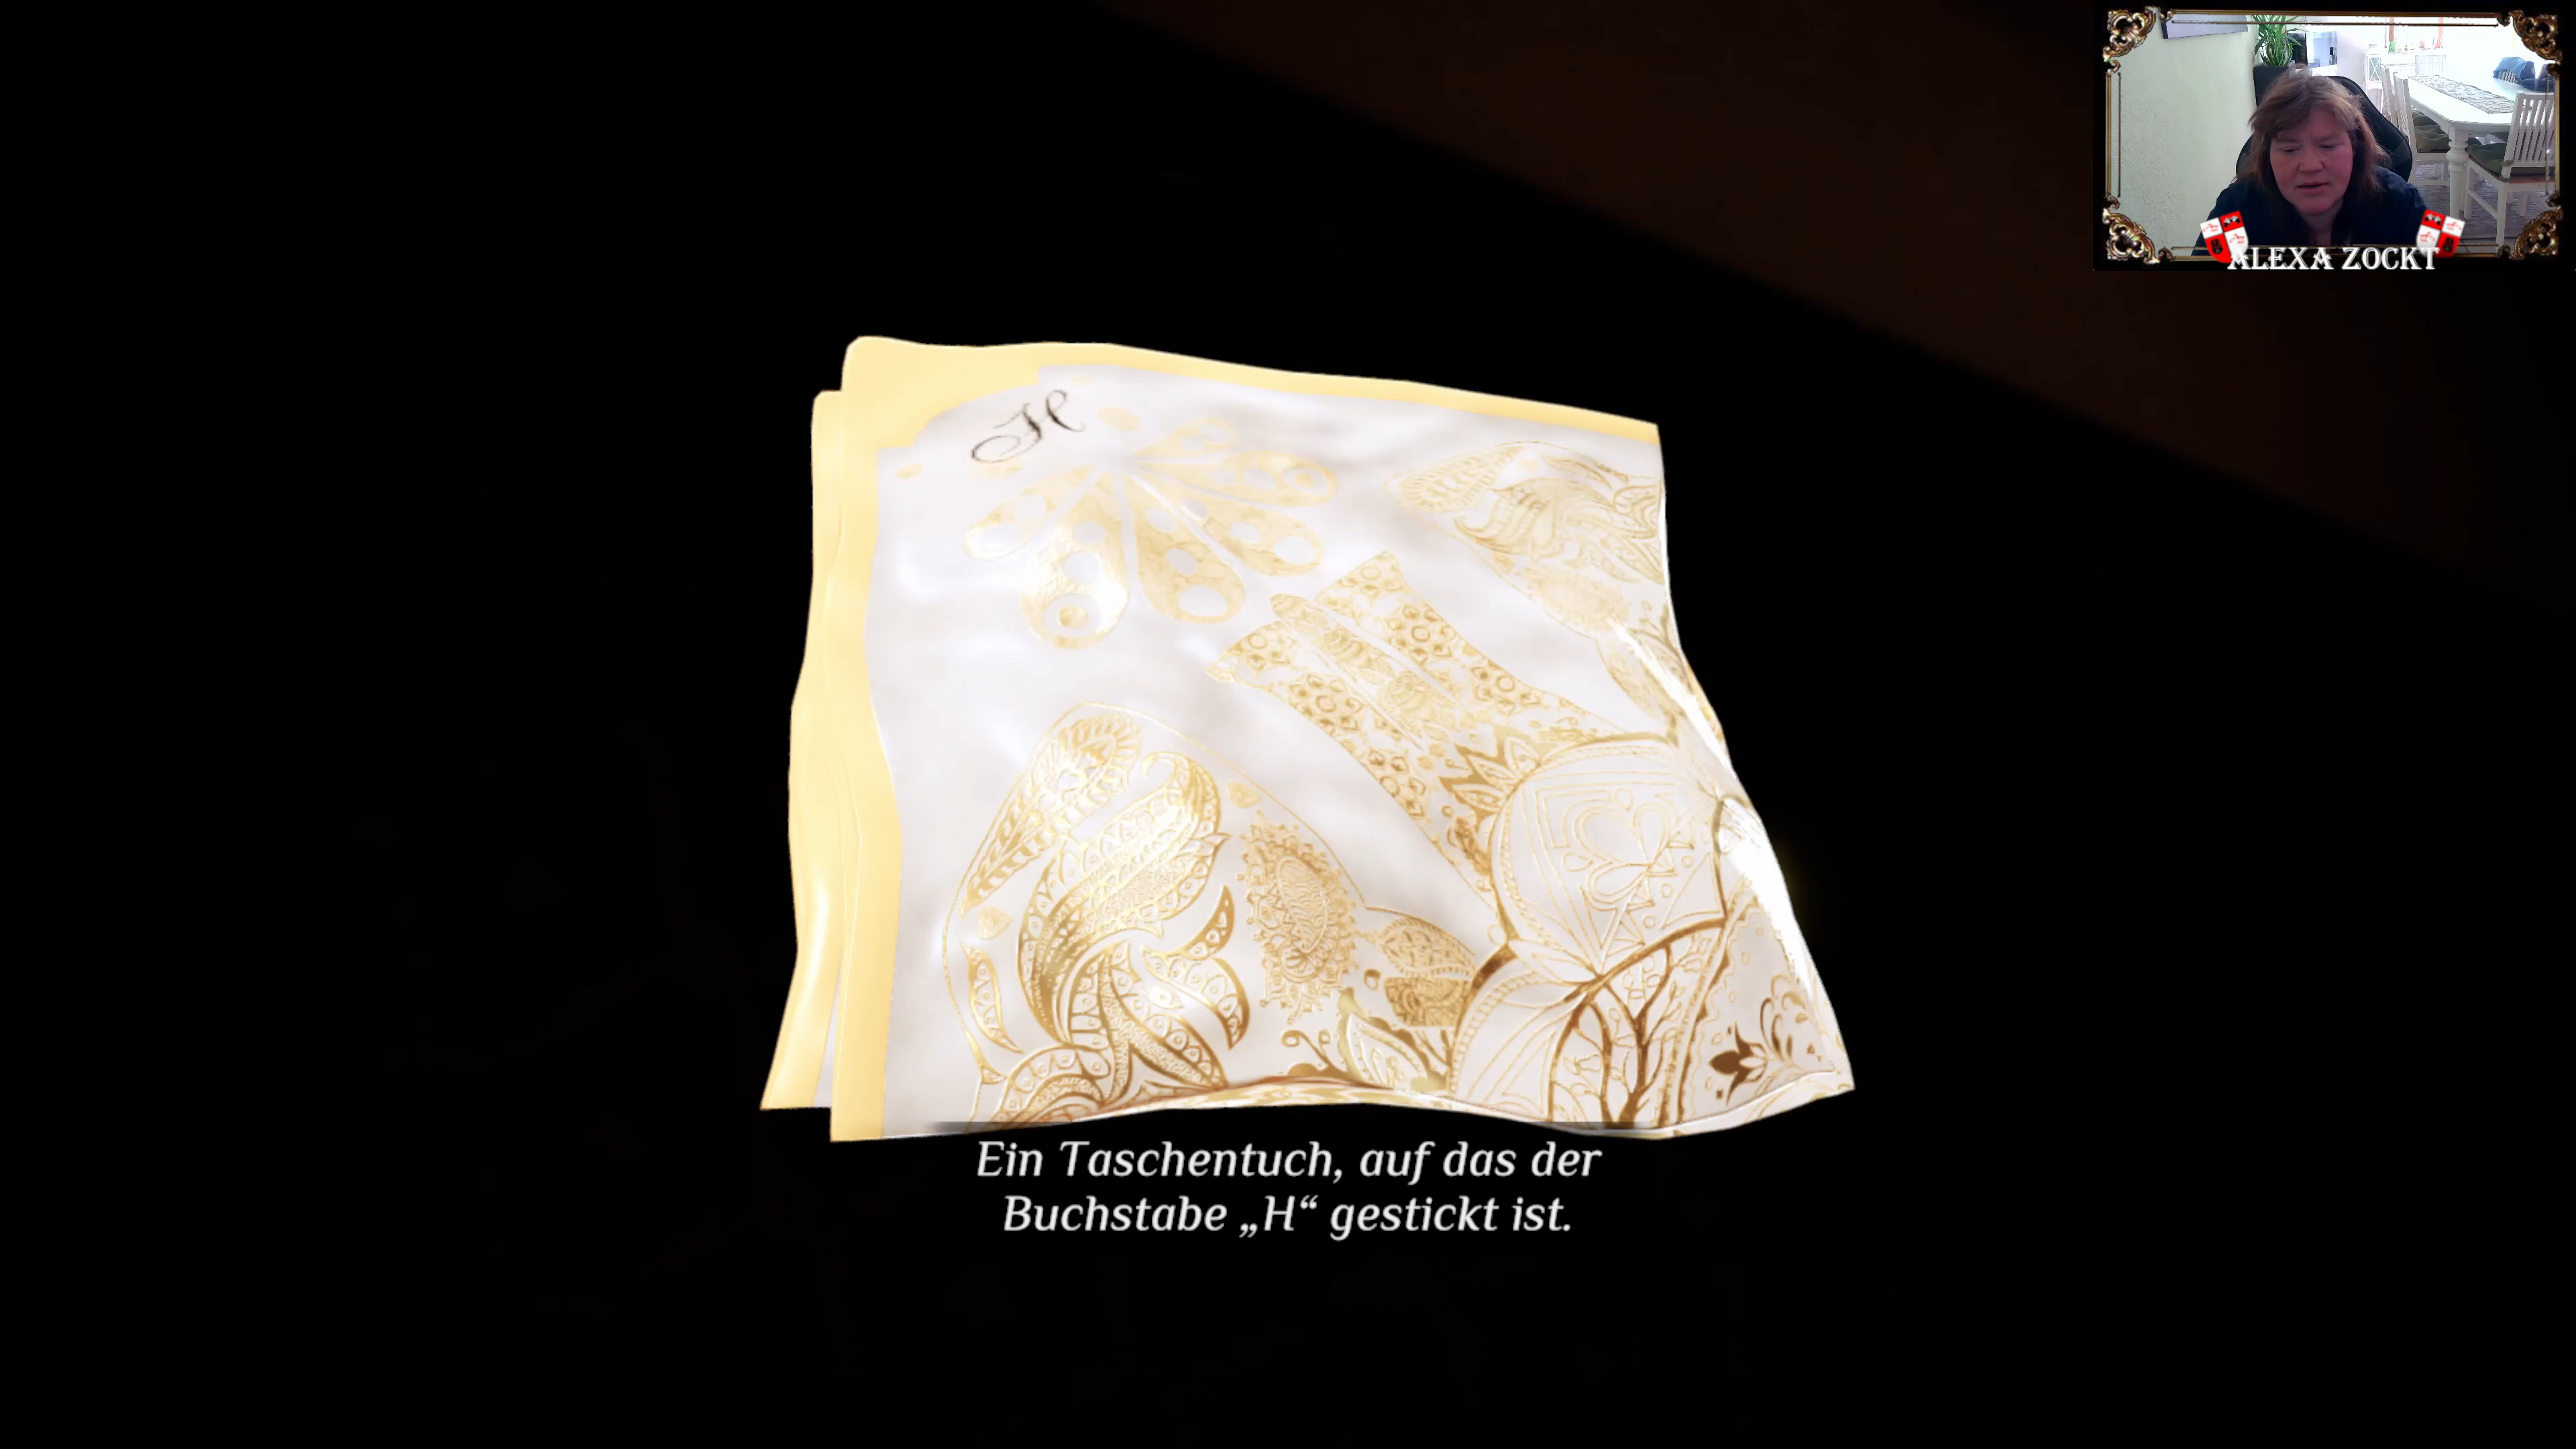 ALEXA ZOCKT
H
Ein Taschentuch, auf das der
Buchstabe „H“ gestickt ist.